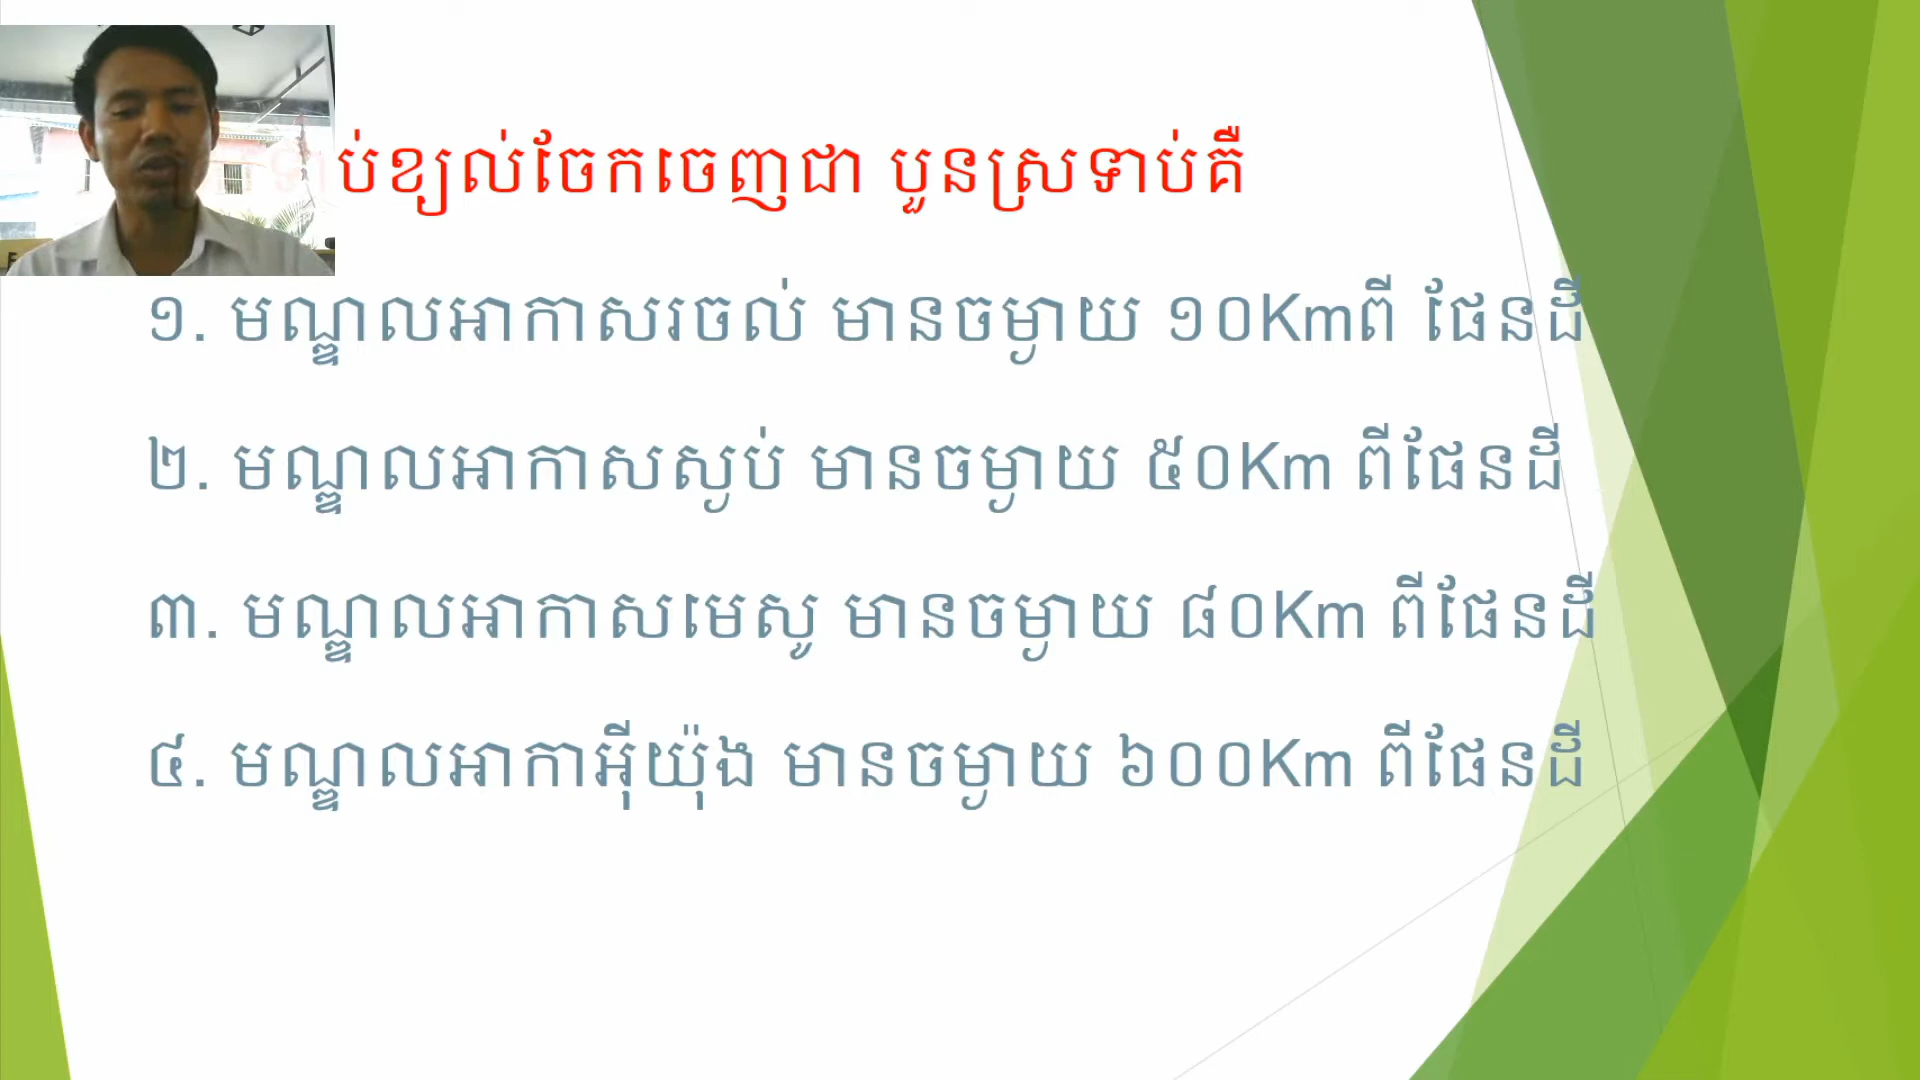 ទាប់ខ្យល់ចែកចេញជា បួនស្រទាប់គឺ
១. មណ្ឌលអាកាសរចល់ មានចម្ងាយ ១០Kmពី ផែនដី
២. មណ្ឌលអាកាសស្ងប់ មានចម្ងាយ ៥០Km ពីផែនដី
៣. មណ្ឌលអាកាសមេសូ មានចម្ងាយ ៨០Km ពីផែនដី
៤. មណ្ឌលអាកាអ៊ីយ៉ុង មានចម្ងាយ ៦០០Km ពីផែនដី